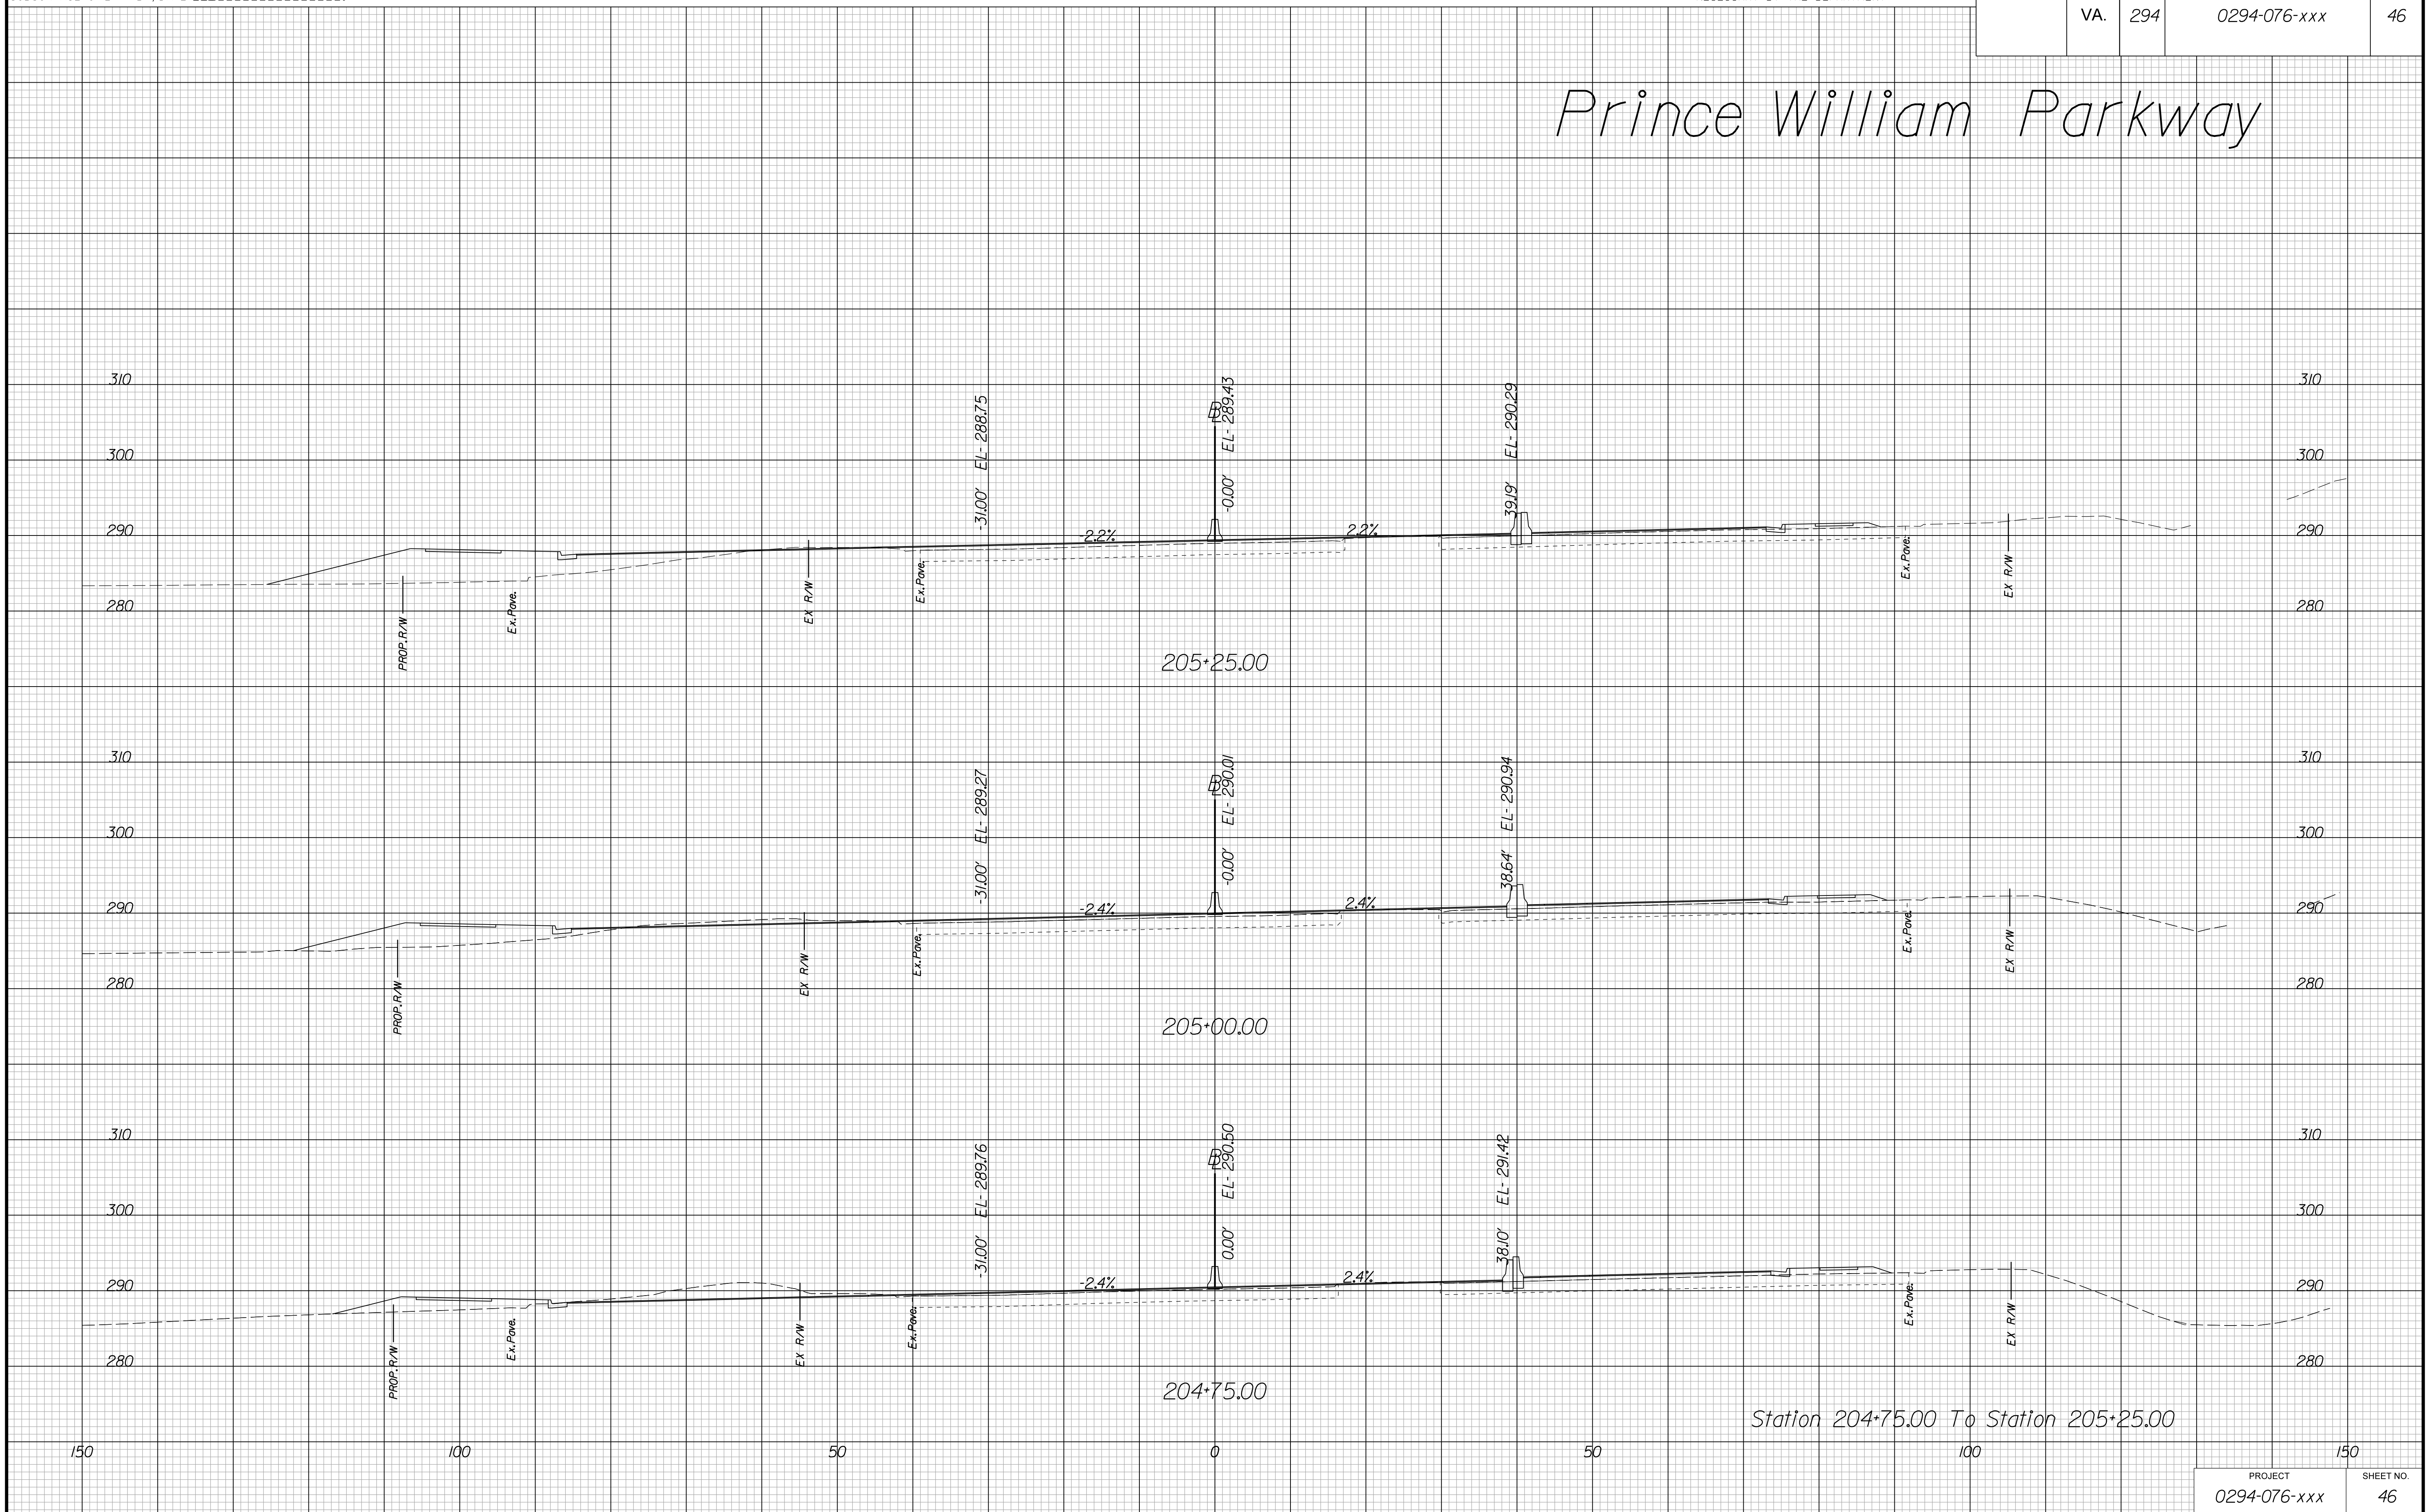 VA. 294 0294-076-xxx 46
Prince William Parkway
310 310
300 300
290 290
280 280
-31.00' EL- 288.75
B
-0.00' EL- 289.43
39.19' EL- 290.29
-2.2% 2.2%
PROP. R/W
Ex.Pave.
EX R/W
Ex.Pave.
Ex.Pave.
EX R/W
205+25.00
310 310
300 300
290 290
280 280
-31.00' EL- 289.27
B
-0.00' EL- 290.01
38.64' EL- 290.94
-2.4% 2.4%
PROP. R/W
EX R/W
Ex.Pave.
Ex.Pave.
EX R/W
205+00.00
310 310
300 300
290 290
280 280
-31.00' EL- 289.76
B
0.00' EL- 290.50
38.10' EL- 291.42
-2.4% 2.4%
PROP. R/W
Ex.Pave.
EX R/W
Ex.Pave.
Ex.Pave.
EX R/W
204+75.00
Station 204+75.00 To Station 205+25.00
150 100 50 0 50 100 150
PROJECT SHEET NO.
0294-076-xxx 46